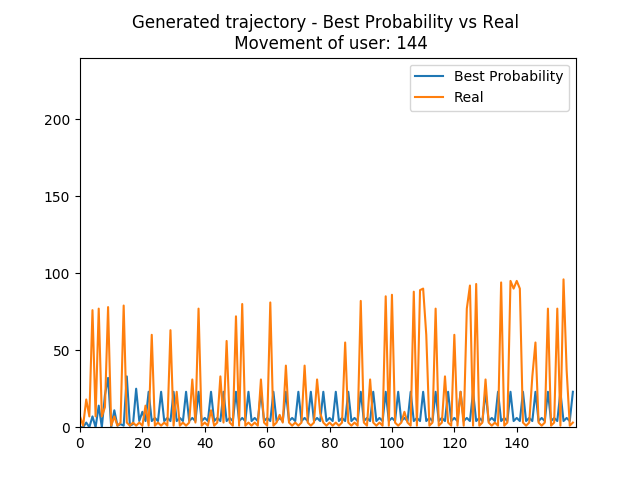 Generated trajectory - Best Probability vs Real
Movement of user: 144
Best Probability
Real
200
150
100
50
0
0 20 40 60 80 100 120 140